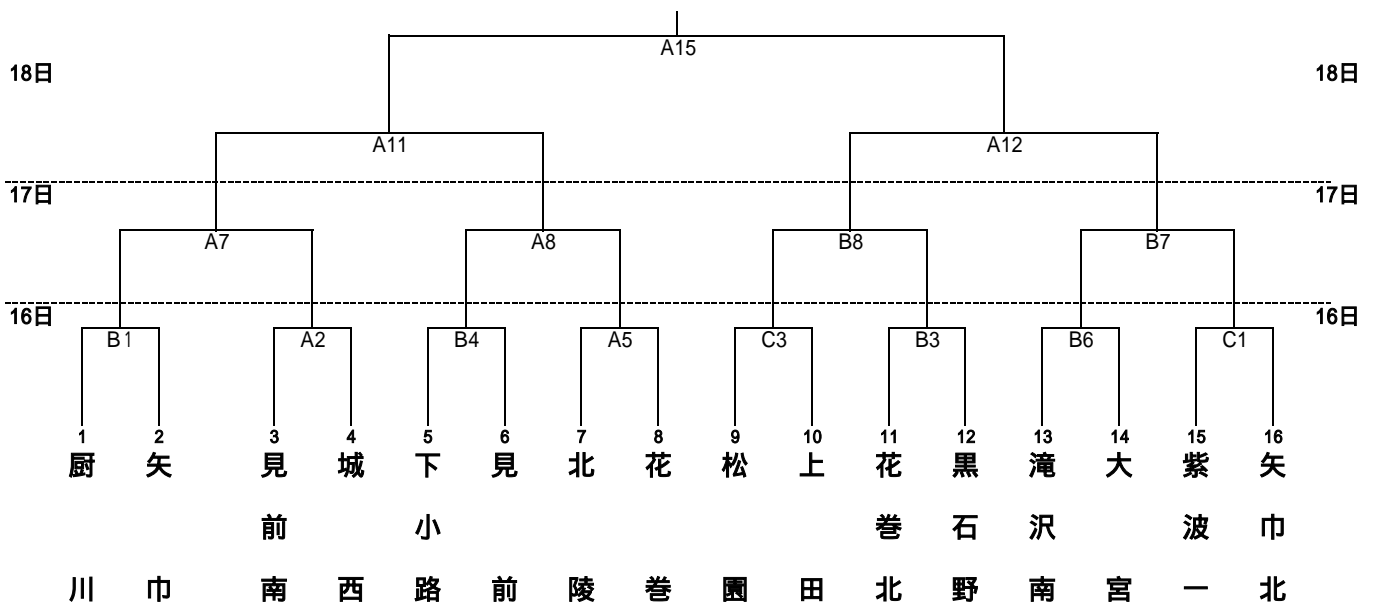 A15
18日 18日
A11 A12
17日 17日
A7 A8 B8 B7
16日 16日
B1 A2 B4 A5 C3 B3 B6 C1
1 2 3 4 5 6 7 8 9 10 11 12 13 14 15 16
厨川
矢巾
見前南
城西
下小路
見前
北陵
花巻
松園
上田
花巻北
黒石野
滝沢南
大宮
紫波一
矢巾北